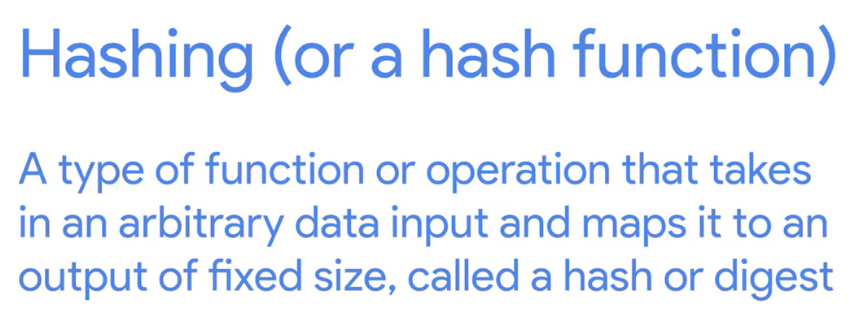 Hashing (or a hash function)
A type of function or operation that takes
in an arbitrary data input and maps it to an
output of fixed size, called a hash or digest